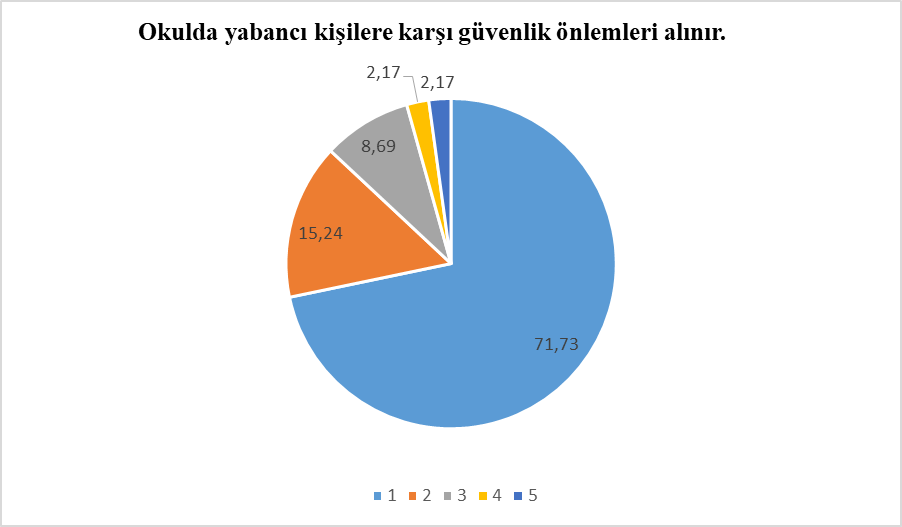 Okulda yabancı kişilere karşı güvenlik önlemleri alınır.
2,17
2,17
8,69
15,24
71,73
1 2 3 4 5